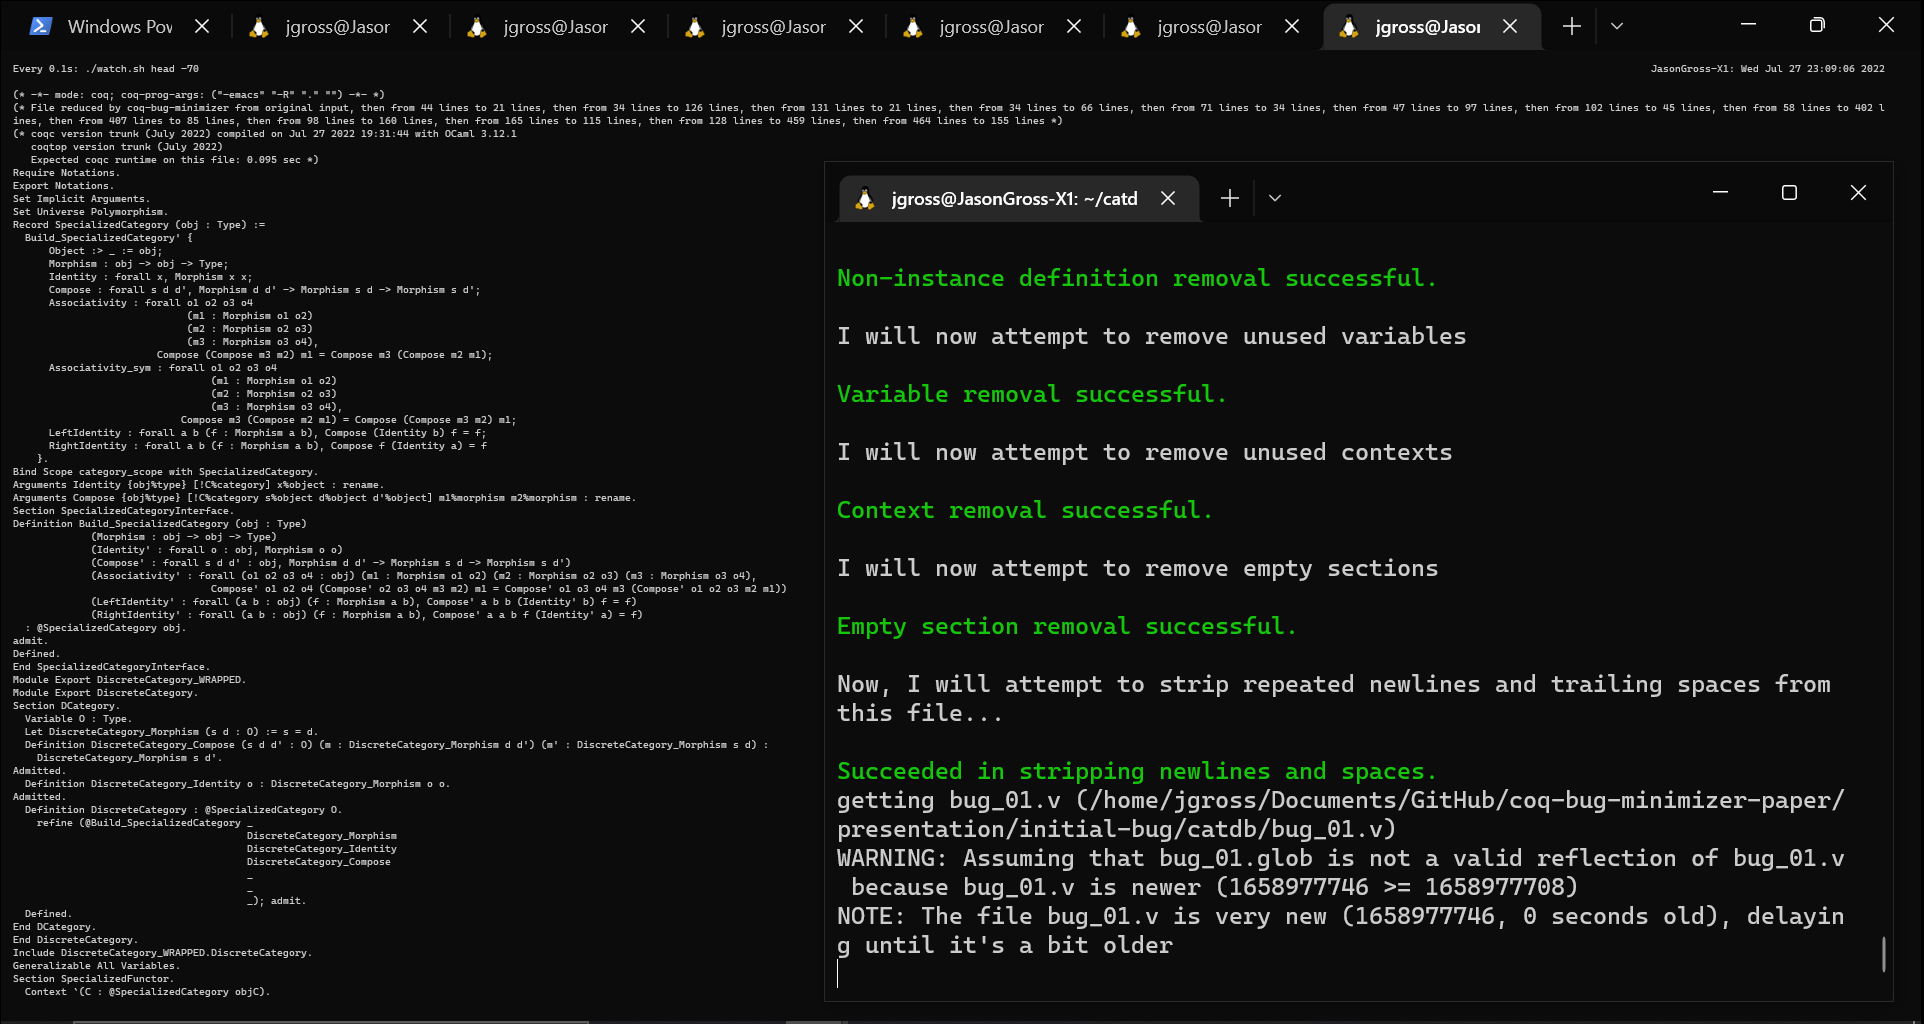 Windows Pow
jgross@Jasor
jgross@Jasor
jgross@Jasor
jgross@Jasor
jgross@Jasor
jgross@Jasor
Every 0.1s: ./watch.sh head -70
JasonGross-X1: Wed Jul 27 23:09:06 2022
(* -*- mode: coq; coq-prog-args: ("-emacs" "-R" "." "") -*- *)
(* File reduced by coq-bug-minimizer from original input, then from 44 lines to 21 lines, then from 34 lines to 126 lines, then from 131 lines to 21 lines, then from 34 lines to 66 lines, then from 71 lines to 34 lines, then from 47 lines to 97 lines, then from 102 lines to 45 lines, then from 58 lines to 402 l
ines, then from 407 lines to 85 lines, then from 98 lines to 160 lines, then from 165 lines to 115 lines, then from 128 lines to 459 lines, then from 464 lines to 155 lines *)
(* coqc version trunk (July 2022) compiled on Jul 27 2022 19:31:44 with OCaml 3.12.1
   coqtop version trunk (July 2022)
   Expected coqc runtime on this file: 0.095 sec *)
Require Notations.
Export Notations.
Set Implicit Arguments.
Set Universe Polymorphism.
Record SpecializedCategory (obj : Type) :=
  Build_SpecializedCategory' {
      Object :> _ := obj;
      Morphism : obj -> obj -> Type;
      Identity : forall x, Morphism x x;
      Compose : forall s d d', Morphism d d' -> Morphism s d -> Morphism s d';
      Associativity : forall o1 o2 o3 o4
                             (m1 : Morphism o1 o2)
                             (m2 : Morphism o2 o3)
                             (m3 : Morphism o3 o4),
                        Compose (Compose m3 m2) m1 = Compose m3 (Compose m2 m1);
      Associativity_sym : forall o1 o2 o3 o4
                                 (m1 : Morphism o1 o2)
                                 (m2 : Morphism o2 o3)
                                 (m3 : Morphism o3 o4),
                            Compose m3 (Compose m2 m1) = Compose (Compose m3 m2) m1;
      LeftIdentity : forall a b (f : Morphism a b), Compose (Identity b) f = f;
      RightIdentity : forall a b (f : Morphism a b), Compose f (Identity a) = f
    }.
Bind Scope category_scope with SpecializedCategory.
Arguments Identity {obj%type} [!C%category] x%object : rename.
Arguments Compose {obj%type} [!C%category s%object d%object d'%object] m1%morphism m2%morphism : rename.
Section SpecializedCategoryInterface.
Definition Build_SpecializedCategory (obj : Type)
             (Morphism : obj -> obj -> Type)
             (Identity' : forall o : obj, Morphism o o)
             (Compose' : forall s d d' : obj, Morphism d d' -> Morphism s d -> Morphism s d')
             (Associativity' : forall (o1 o2 o3 o4 : obj) (m1 : Morphism o1 o2) (m2 : Morphism o2 o3) (m3 : Morphism o3 o4),
                                 Compose' o1 o2 o4 (Compose' o2 o3 o4 m3 m2) m1 = Compose' o1 o3 o4 m3 (Compose' o1 o2 o3 m2 m1))
             (LeftIdentity' : forall (a b : obj) (f : Morphism a b), Compose' a b b (Identity' b) f = f)
             (RightIdentity' : forall (a b : obj) (f : Morphism a b), Compose' a a b f (Identity' a) = f)
  : @SpecializedCategory obj.
admit.
Defined.
End SpecializedCategoryInterface.
Module Export DiscreteCategory_WRAPPED.
Module Export DiscreteCategory.
Section DCategory.
  Variable O : Type.
  Let DiscreteCategory_Morphism (s d : O) := s = d.
  Definition DiscreteCategory_Compose (s d d' : O) (m : DiscreteCategory_Morphism d d') (m' : DiscreteCategory_Morphism s d) :
    DiscreteCategory_Morphism s d'.
Admitted.
  Definition DiscreteCategory_Identity o : DiscreteCategory_Morphism o o.
Admitted.
  Definition DiscreteCategory : @SpecializedCategory O.
    refine (@Build_SpecializedCategory _
                                       DiscreteCategory_Morphism
                                       DiscreteCategory_Identity
                                       DiscreteCategory_Compose
                                       _
                                       _
                                       _); admit.
  Defined.
End DCategory.
End DiscreteCategory.
Include DiscreteCategory_WRAPPED.DiscreteCategory.
Generalizable All Variables.
Section SpecializedFunctor.
  Context `(C : @SpecializedCategory objC).
jgross@JasonGross-X1: ~/catd
Non-instance definition removal successful.
I will now attempt to remove unused variables
Variable removal successful.
I will now attempt to remove unused contexts
Context removal successful.
I will now attempt to remove empty sections
Empty section removal successful.
Now, I will attempt to strip repeated newlines and trailing spaces from
this file...
Succeeded in stripping newlines and spaces.
getting bug_01.v (/home/jgross/Documents/GitHub/coq-bug-minimizer-paper/
presentation/initial-bug/catdb/bug_01.v)
WARNING: Assuming that bug_01.glob is not a valid reflection of bug_01.v
 because bug_01.v is newer (1658977746 >= 1658977708)
NOTE: The file bug_01.v is very new (1658977746, 0 seconds old), delayin
g until it's a bit older